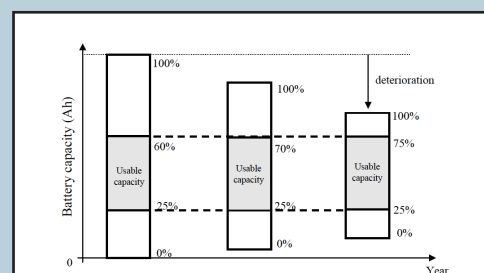 100%
100%
deterioration
100%
Battery capacity (Ah)
60%
70%
75%
Usable
capacity
Usable
capacity
Usable
capacity
25%
25%
25%
0%
0%
0%
0
Year